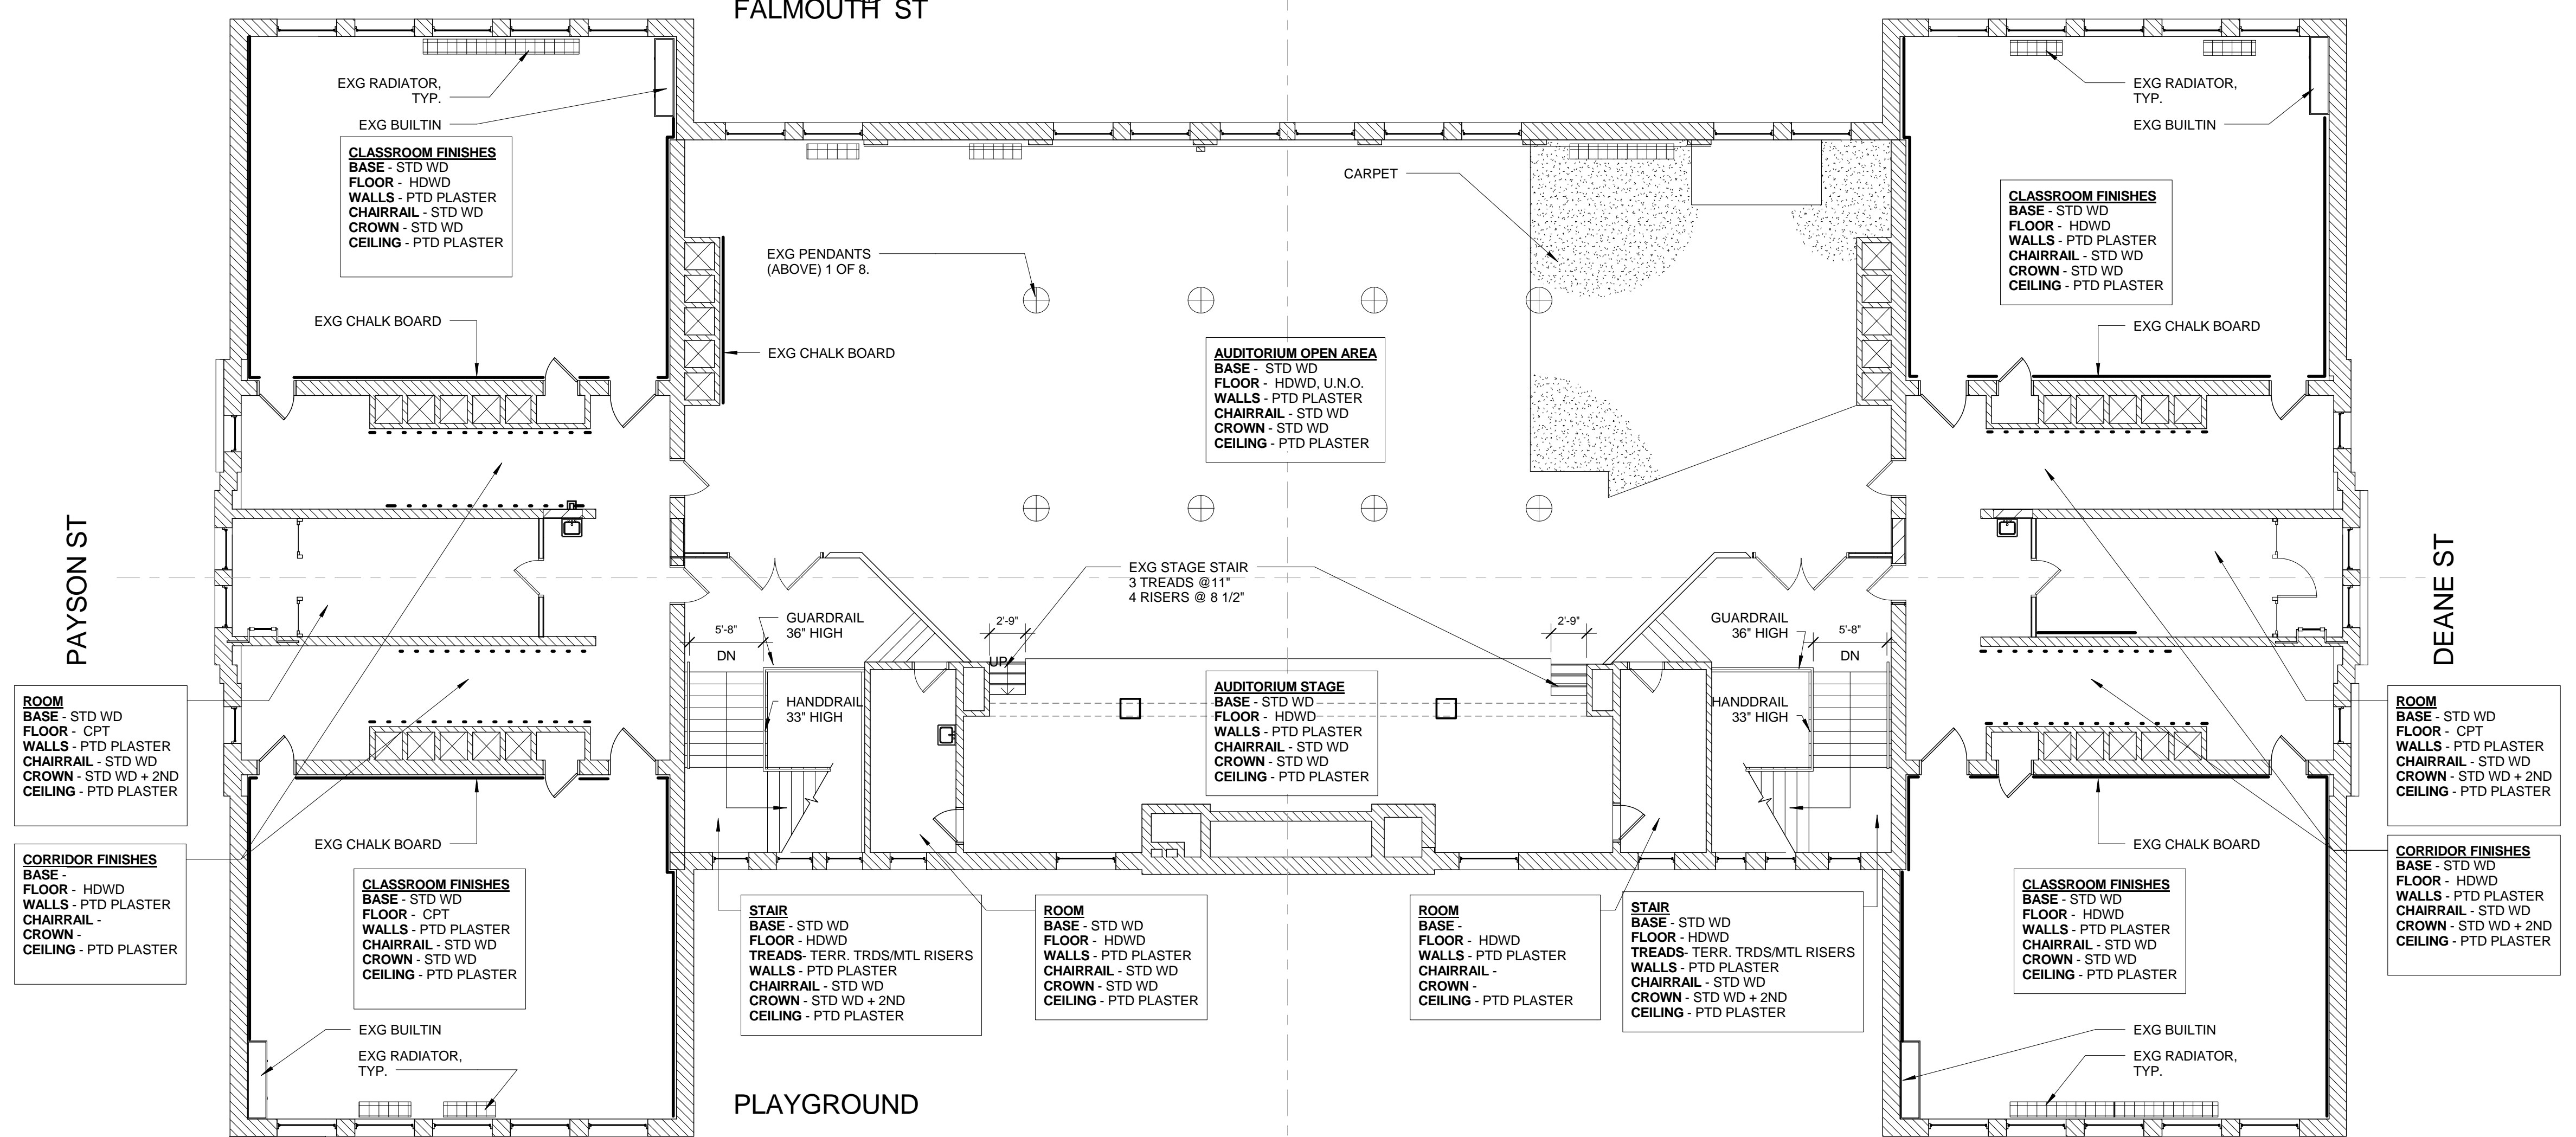 FALMOUTH ST
EXG RADIATOR,
TYP.
EXG BUILTIN
CLASSROOM FINISHES
BASE - STD WD
FLOOR - HDWD
WALLS - PTD PLASTER
CHAIRRAIL - STD WD
CROWN - STD WD
CEILING - PTD PLASTER
EXG CHALK BOARD
EXG PENDANTS
(ABOVE) 1 OF 8.
EXG CHALK BOARD
CARPET
AUDITORIUM OPEN AREA
BASE - STD WD
FLOOR - HDWD, U.N.O.
WALLS - PTD PLASTER
CHAIRRAIL - STD WD
CROWN - STD WD
CEILING - PTD PLASTER
EXG RADIATOR,
TYP.
EXG BUILTIN
CLASSROOM FINISHES
BASE - STD WD
FLOOR - HDWD
WALLS - PTD PLASTER
CHAIRRAIL - STD WD
CROWN - STD WD
CEILING - PTD PLASTER
EXG CHALK BOARD
PAYSON ST
DEANE ST
EXG STAGE STAIR
3 TREADS @11"
4 RISERS @ 8 1/2"
5'-8"
DN
GUARDRAIL
36" HIGH
2'-9"
UP
HANDDRAIL
33" HIGH
2'-9"
GUARDRAIL
36" HIGH
5'-8"
DN
HANDDRAIL
33" HIGH
AUDITORIUM STAGE
BASE - STD WD
FLOOR - HDWD
WALLS - PTD PLASTER
CHAIRRAIL - STD WD
CROWN - STD WD
CEILING - PTD PLASTER
ROOM
BASE - STD WD
FLOOR - CPT
WALLS - PTD PLASTER
CHAIRRAIL - STD WD
CROWN - STD WD + 2ND
CEILING - PTD PLASTER
CORRIDOR FINISHES
BASE -
FLOOR - HDWD
WALLS - PTD PLASTER
CHAIRRAIL -
CROWN -
CEILING - PTD PLASTER
EXG CHALK BOARD
CLASSROOM FINISHES
BASE - STD WD
FLOOR - CPT
WALLS - PTD PLASTER
CHAIRRAIL - STD WD
CROWN - STD WD
CEILING - PTD PLASTER
EXG BUILTIN
EXG RADIATOR,
TYP.
STAIR
BASE - STD WD
FLOOR - HDWD
TREADS- TERR. TRDS/MTL RISERS
WALLS - PTD PLASTER
CHAIRRAIL - STD WD
CROWN - STD WD + 2ND
CEILING - PTD PLASTER
ROOM
BASE - STD WD
FLOOR - HDWD
WALLS - PTD PLASTER
CHAIRRAIL - STD WD
CROWN - STD WD
CEILING - PTD PLASTER
ROOM
BASE -
FLOOR - HDWD
WALLS - PTD PLASTER
CHAIRRAIL -
CROWN -
CEILING - PTD PLASTER
STAIR
BASE - STD WD
FLOOR - HDWD
TREADS- TERR. TRDS/MTL RISERS
WALLS - PTD PLASTER
CHAIRRAIL - STD WD
CROWN - STD WD + 2ND
CEILING - PTD PLASTER
EXG CHALK BOARD
CLASSROOM FINISHES
BASE - STD WD
FLOOR - HDWD
WALLS - PTD PLASTER
CHAIRRAIL - STD WD
CROWN - STD WD
CEILING - PTD PLASTER
EXG BUILTIN
EXG RADIATOR,
TYP.
ROOM
BASE - STD WD
FLOOR - CPT
WALLS - PTD PLASTER
CHAIRRAIL - STD WD
CROWN - STD WD + 2ND
CEILING - PTD PLASTER
CORRIDOR FINISHES
BASE - STD WD
FLOOR - HDWD
WALLS - PTD PLASTER
CHAIRRAIL - STD WD
CROWN - STD WD + 2ND
CEILING - PTD PLASTER
PLAYGROUND